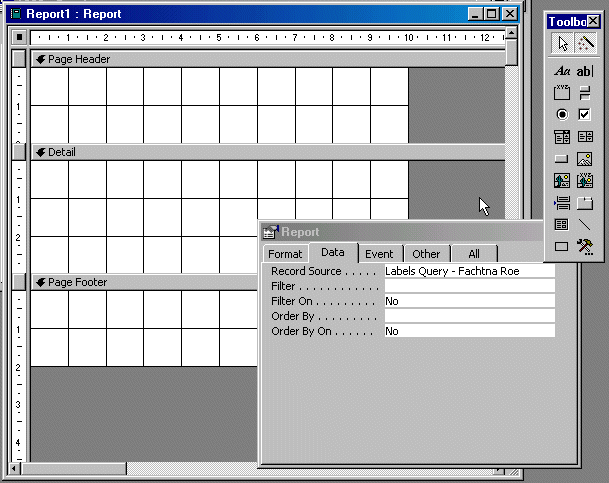 Report1 : Report
1 2 3 4 5 6 7 8 9 10 11 12
Page Header
1
Detail
1
2
Page Footer
1
2
3
4
Toolbo
Aa ab|
XYZ
Report
Format Data Event Other All
Record Source . . . . . Labels Query - Fachtna Roe
Filter . . . . . . . . . . . .
Filter On . . . . . . . . . No
Order By . . . . . . . . .
Order By On . . . . . . No